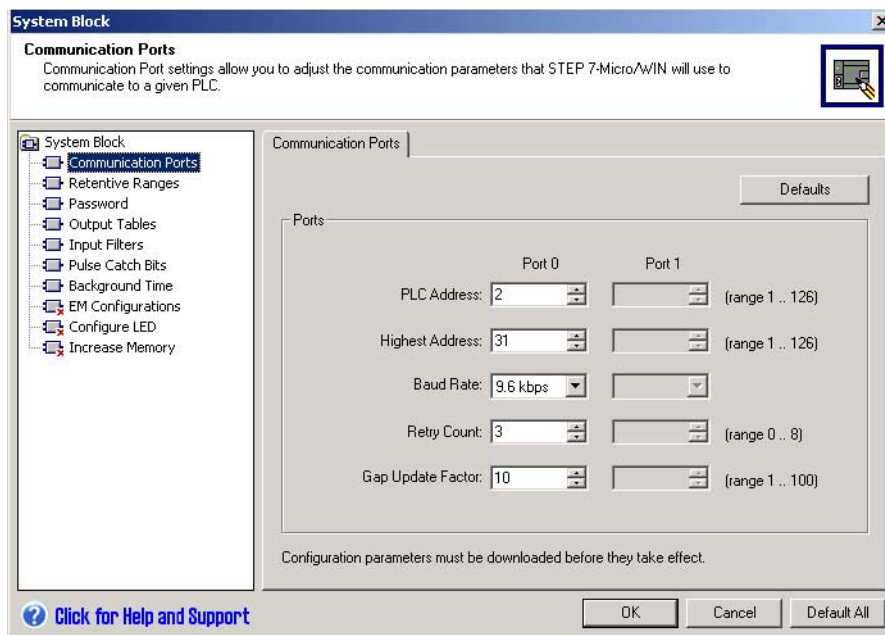 System Block
Communication Ports
Communication Port settings allow you to adjust the communication parameters that STEP 7-Micro/WIN will use to
communicate to a given PLC.
System Block
Communication Ports
Retentive Ranges
Password
Output Tables
Input Filters
Pulse Catch Bits
Background Time
EM Configurations
Configure LED
Increase Memory
Communication Ports
Defaults
Ports
Port 0 Port 1
PLC Address: 2 (range 1 .. 126)
Highest Address: 31 (range 1 .. 126)
Baud Rate: 9.6 kbps
Retry Count: 3 (range 0 .. 8)
Gap Update Factor: 10 (range 1 .. 100)
Configuration parameters must be downloaded before they take effect.
Click for Help and Support
OK Cancel Default All